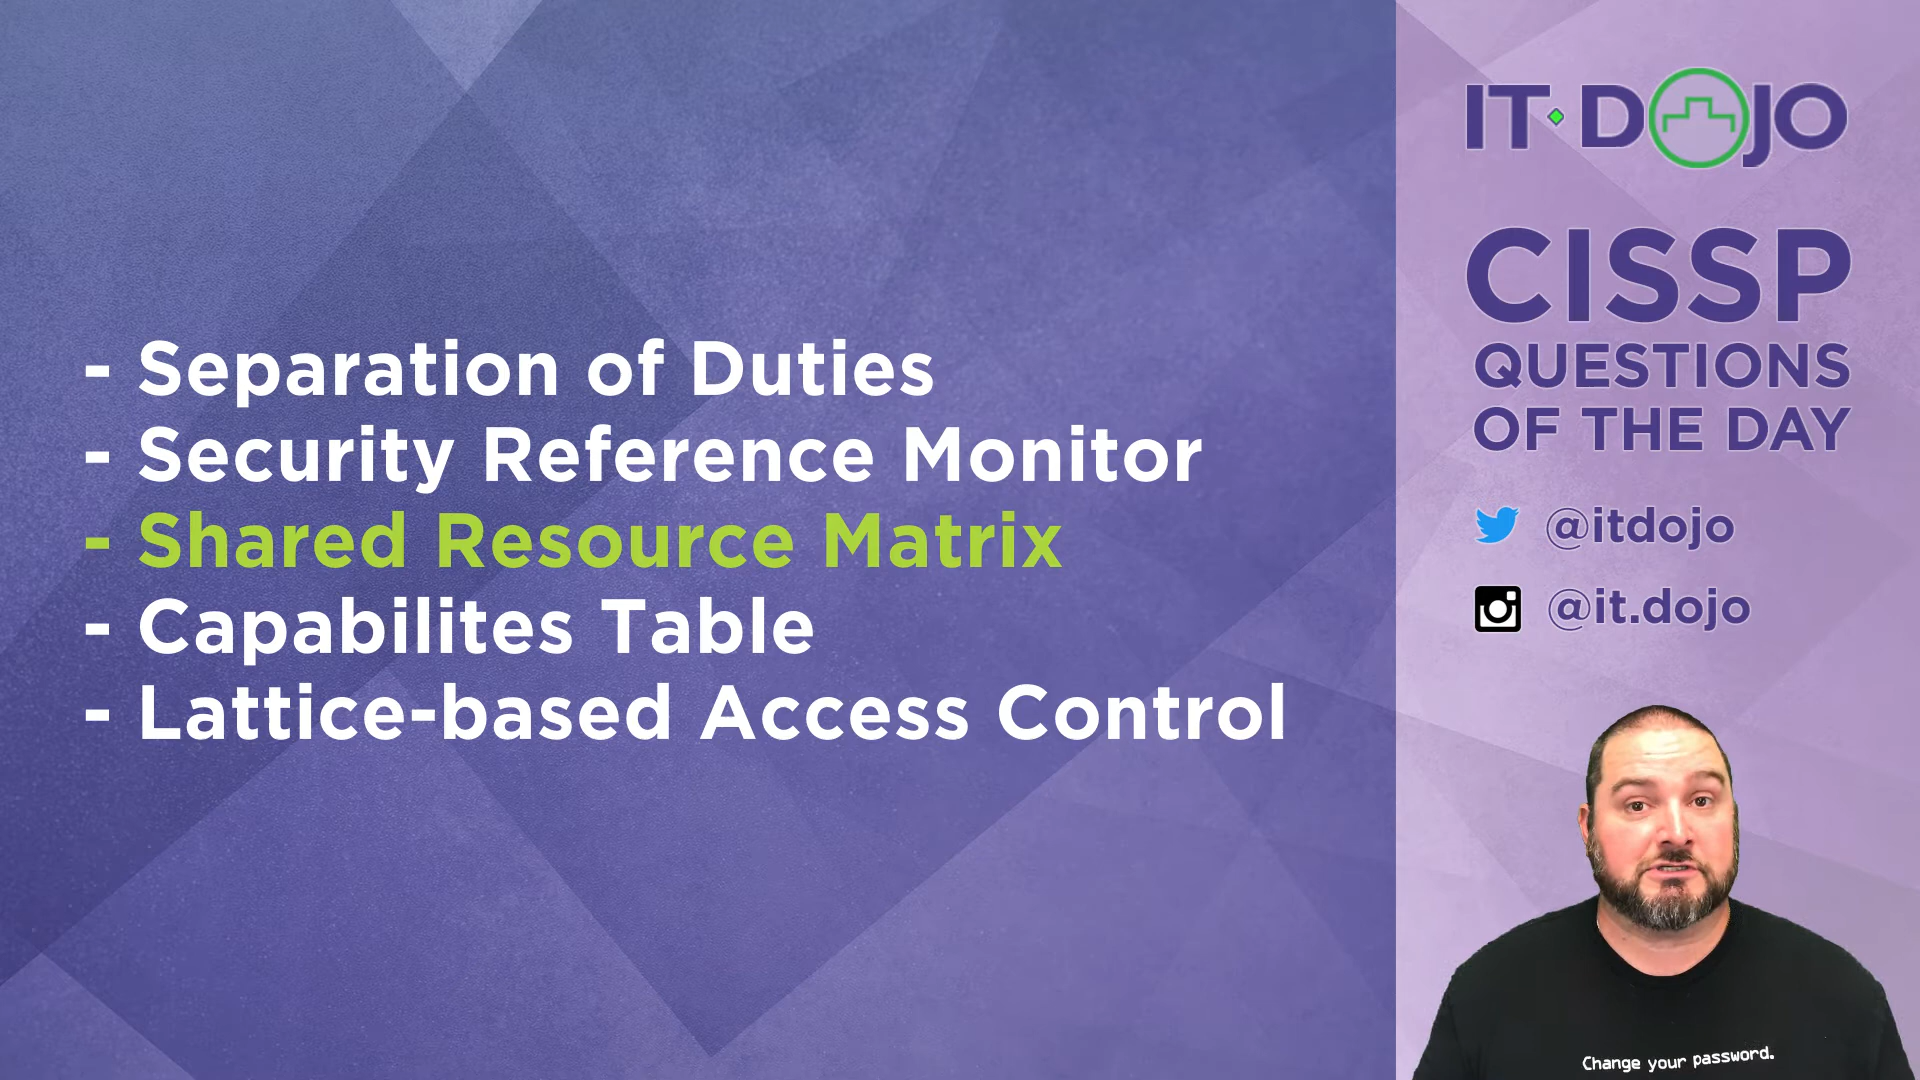 - Separation of Duties
- Security Reference Monitor
- Shared Resource Matrix
- Capabilites Table
- Lattice-based Access Control
IT DOJO
CISSP
QUESTIONS
OF THE DAY
@itdojo
@it.dojo
Change your password.